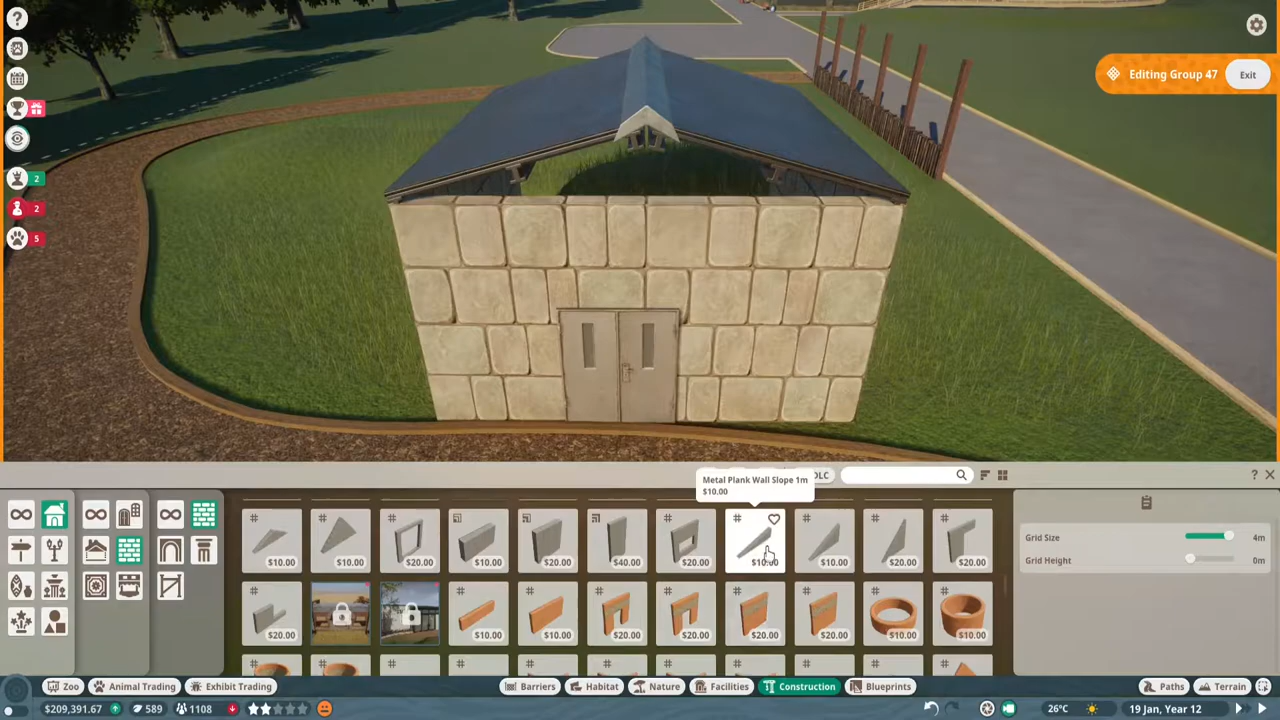 ?
Editing Group 47 Exit
2
2
5
Metal Plank Wall Slope 1m
$10.00
DLC
?
$10.00 $10.00 $20.00 $10.00 $20.00 $40.00 $20.00 $10.00 $10.00 $20.00 $20.00
Grid Size 4m
Grid Height 0m
$20.00 $10.00 $10.00 $20.00 $20.00 $20.00 $20.00 $10.00 $10.00
Zoo Animal Trading Exhibit Trading Barriers Habitat Nature Facilities Construction Blueprints Paths Terrain
$209,391.67 589 1108 26°C 19 Jan, Year 12